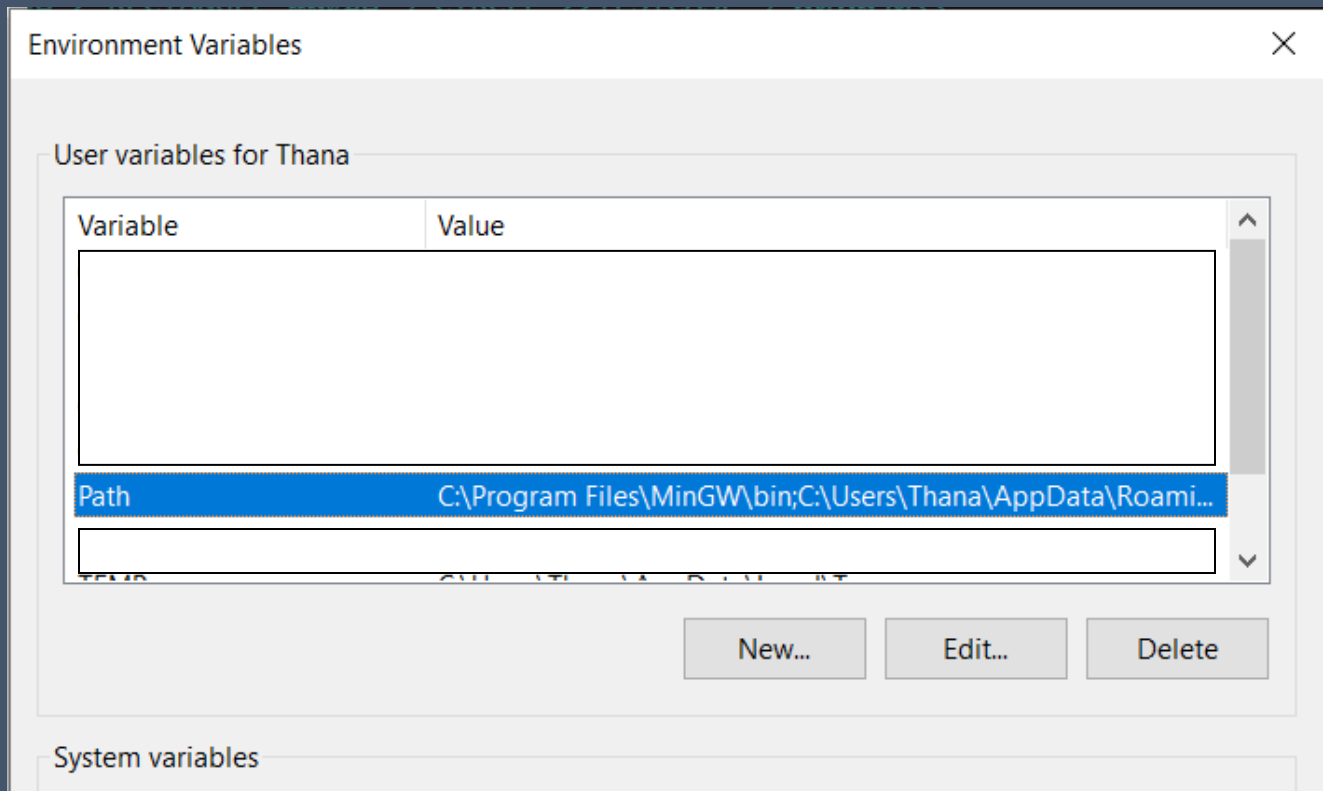 Environment Variables
User variables for Thana
Variable Value
Path C:\Program Files\MinGW\bin;C:\Users\Thana\AppData\Roami...
New... Edit... Delete
System variables